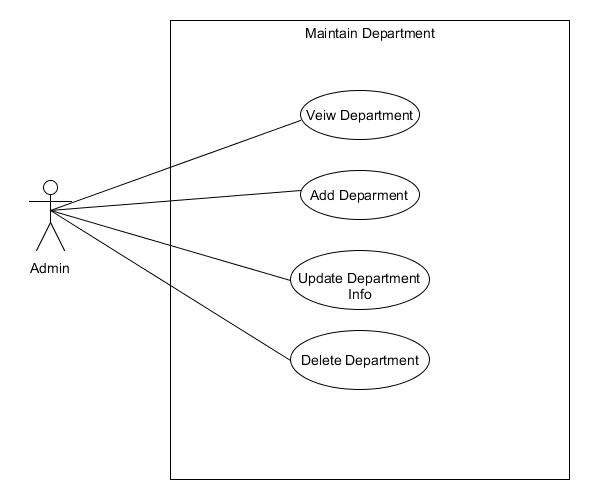 Maintain Department
Veiw Department
Add Deparment
Update Department
Info
Delete Department
Admin